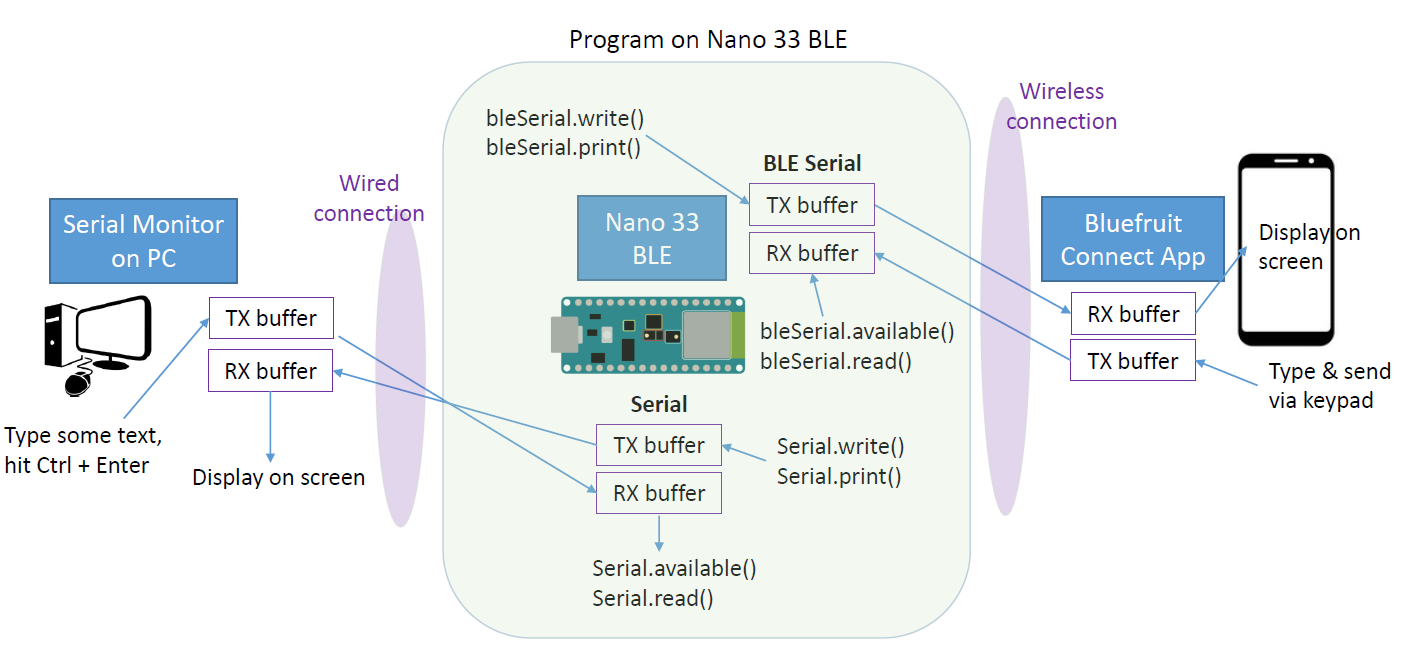 Program on Nano 33 BLE
Wired
connection
Serial Monitor
on PC
TX buffer
RX buffer
Type some text,
hit Ctrl + Enter
Display on screen
bleSerial.write()
bleSerial.print()
BLE Serial
TX buffer
RX buffer
Nano 33
BLE
bleSerial.available()
bleSerial.read()
Serial
TX buffer
RX buffer
Serial.write()
Serial.print()
Serial.available()
Serial.read()
Wireless
connection
Bluefruit
Connect App
RX buffer
TX buffer
Display on
screen
Type & send
via keypad